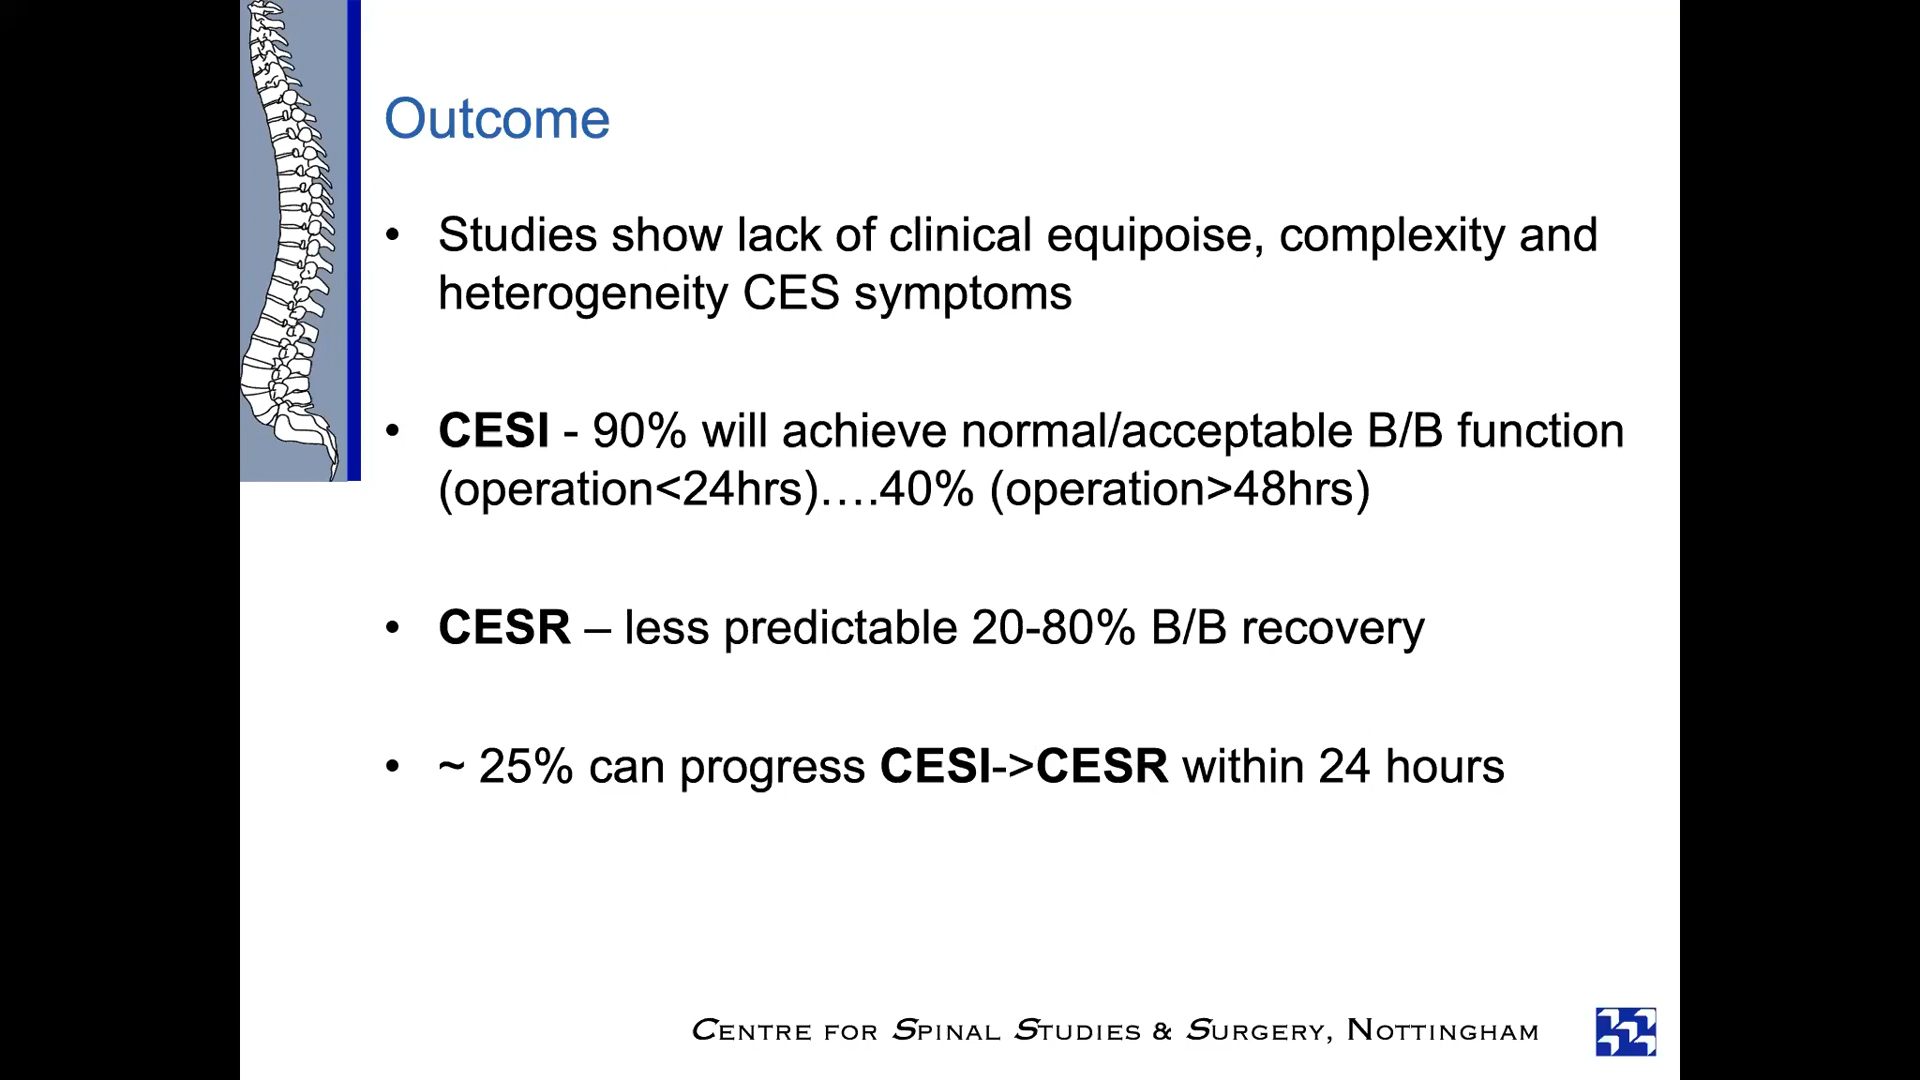 Outcome
• Studies show lack of clinical equipoise, complexity and
heterogeneity CES symptoms
• CESI - 90% will achieve normal/acceptable B/B function
(operation<24hrs)….40% (operation>48hrs)
• CESR – less predictable 20-80% B/B recovery
• ~ 25% can progress CESI->CESR within 24 hours
CENTRE FOR SPINAL STUDIES & SURGERY, NOTTINGHAM